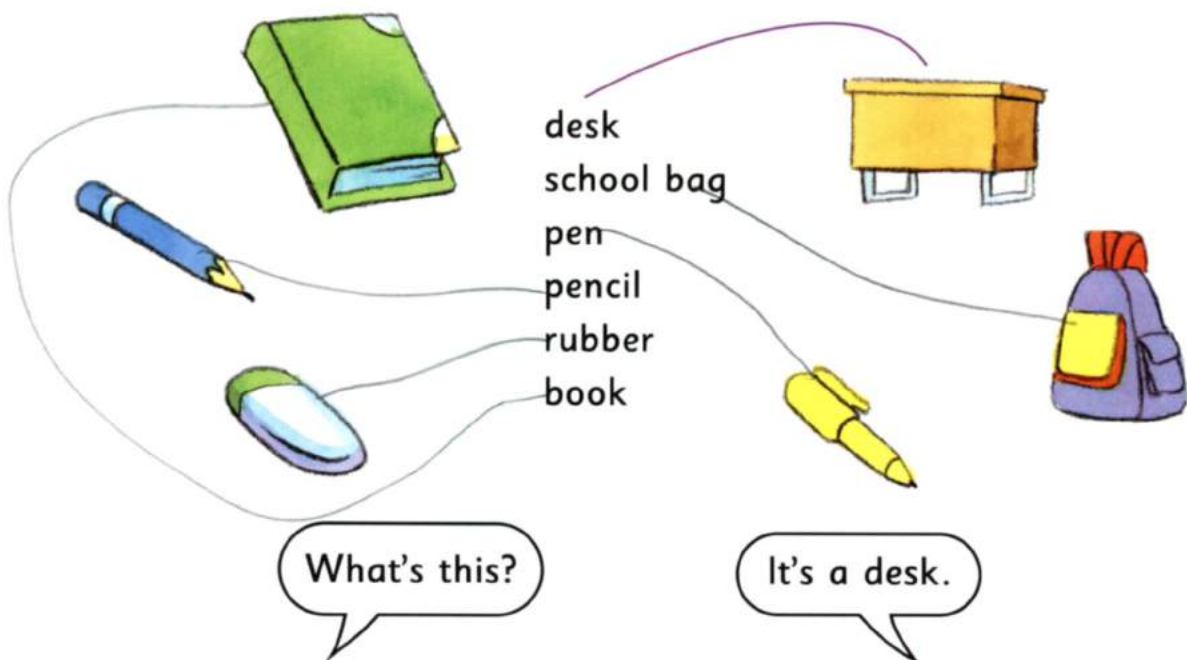 desk
school bag
pen
pencil
rubber
book
What's this?
It's a desk.